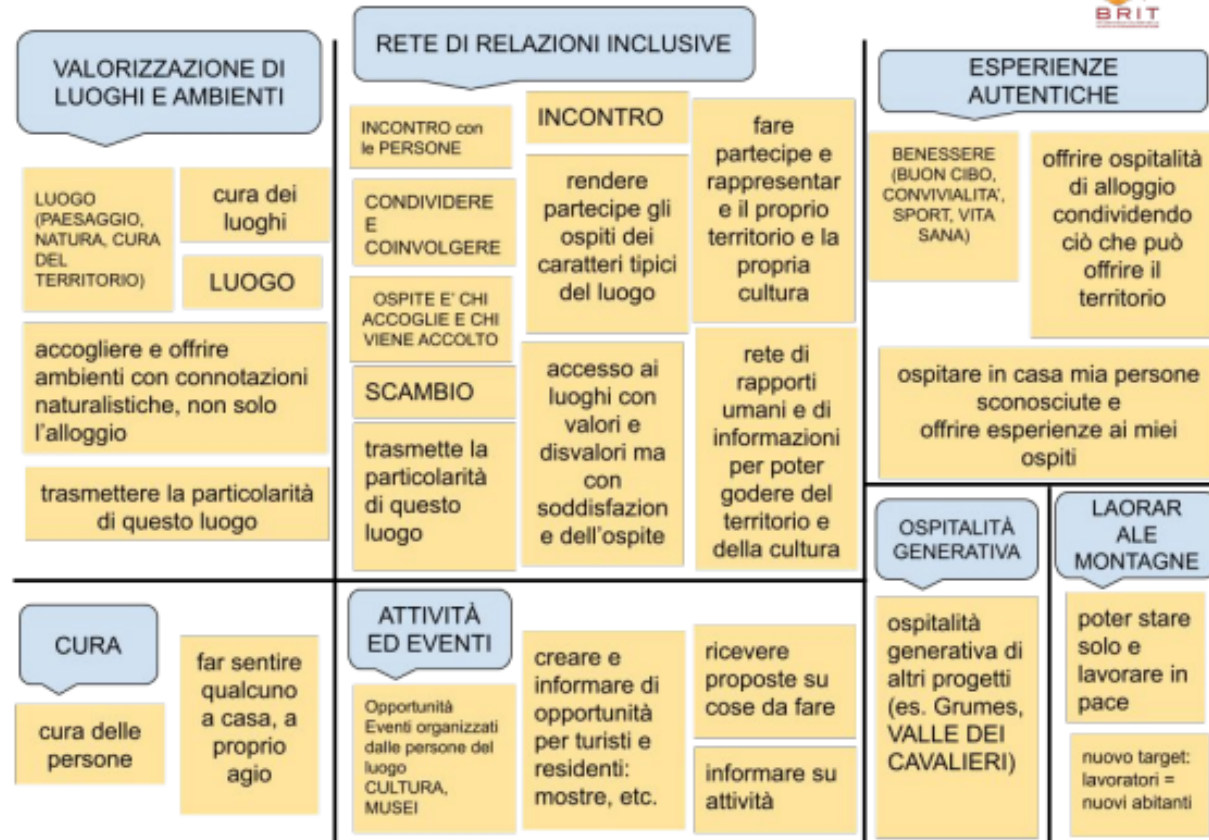 BRIT
VALORIZZAZIONE DI
LUOGHI E AMBIENTI
LUOGO
(PAESAGGIO,
NATURA, CURA
DEL
TERRITORIO)
cura dei
luoghi
LUOGO
accogliere e offrire
ambienti con connotazioni
naturalistiche, non solo
l'alloggio
trasmettere la particolarità
di questo luogo
RETE DI RELAZIONI INCLUSIVE
INCONTRO con
le PERSONE
CONDIVIDERE
E
COINVOLGERE
OSPITE E' CHI
ACCOGLIE E CHI
VIENE ACCOLTO
SCAMBIO
trasmette la
particolarità
di questo
luogo
INCONTRO
rendere
partecipe gli
ospiti dei
caratteri tipici
del luogo
accesso ai
luoghi con
valori e
disvalori ma
con
soddisfazion
e dell'ospite
fare
partecipe e
rappresentar
e il proprio
territorio e la
propria
cultura
rete di
rapporti
umani e di
informazioni
per poter
godere del
territorio e
della cultura
ESPERIENZE
AUTENTICHE
BENESSERE
(BUON CIBO,
CONVIVIALITA',
SPORT, VITA
SANA)
offrire ospitalità
di alloggio
condividendo
ciò che può
offrire il
territorio
ospitare in casa mia persone
sconosciute e
offrire esperienze ai miei
ospiti
CURA
cura delle
persone
far sentire
qualcuno
a casa, a
proprio
agio
ATTIVITÀ
ED EVENTI
Opportunità
Eventi organizzati
dalle persone del
luogo
CULTURA,
MUSEI
creare e
informare di
opportunità
per turisti e
residenti:
mostre, etc.
ricevere
proposte su
cose da fare
informare su
attività
OSPITALITÀ
GENERATIVA
ospitalità
generativa di
altri progetti
(es. Grumes,
VALLE DEI
CAVALIERI)
LAORAR
ALE
MONTAGNE
poter stare
solo e
lavorare in
pace
nuovo target:
lavoratori =
nuovi abitanti